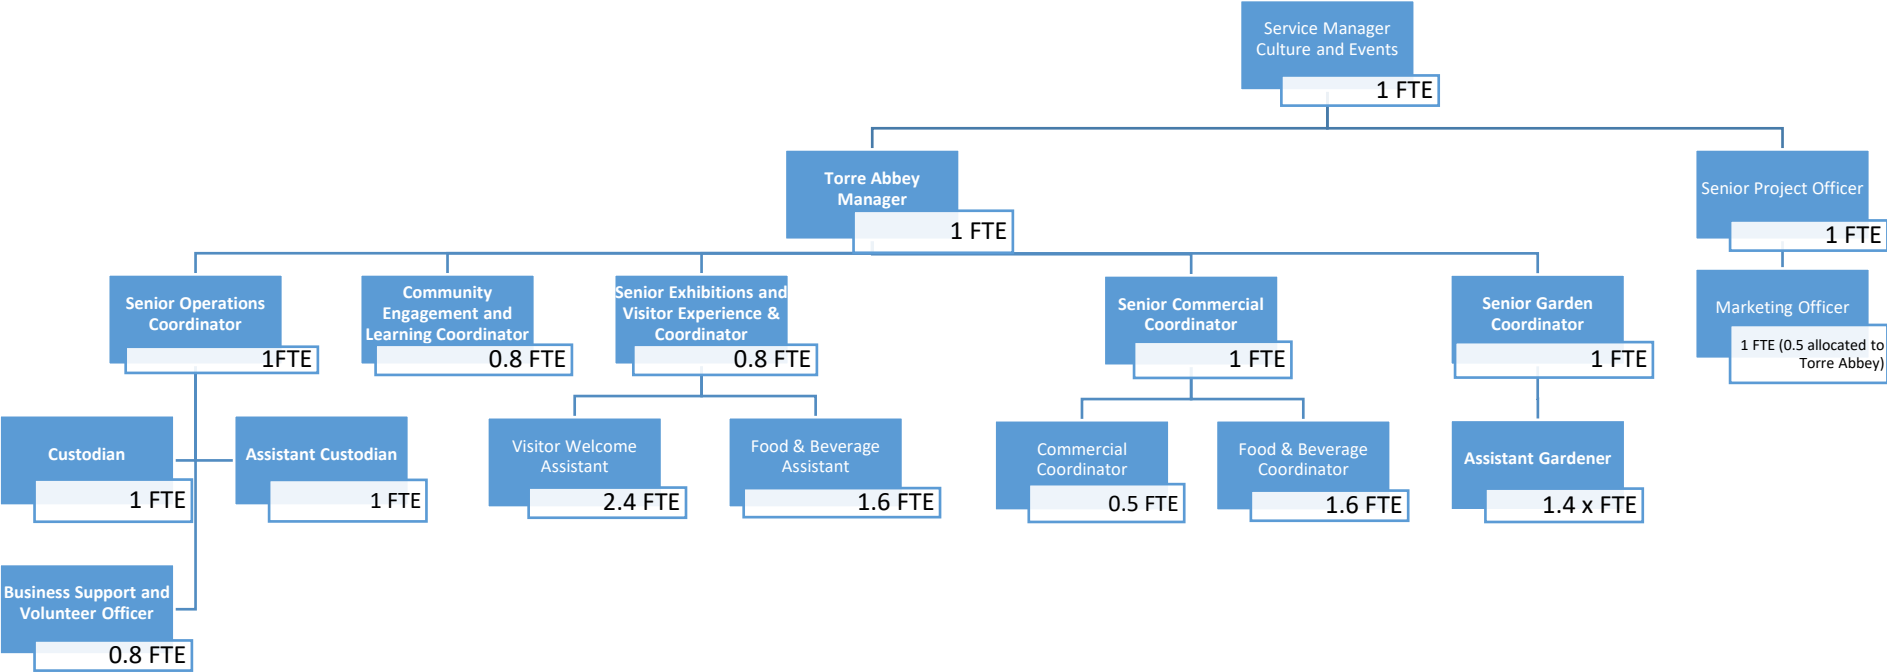 Service Manager
Culture and Events
1 FTE
Torre Abbey
Manager
1 FTE
Senior Project Officer
1 FTE
Senior Operations
Coordinator
1FTE
Community
Engagement and
Learning Coordinator
0.8 FTE
Senior Exhibitions and
Visitor Experience &
Coordinator
0.8 FTE
Senior Commercial
Coordinator
1 FTE
Senior Garden
Coordinator
1 FTE
Marketing Officer
1 FTE (0.5 allocated to
Torre Abbey)
Custodian
1 FTE
Assistant Custodian
1 FTE
Visitor Welcome
Assistant
2.4 FTE
Food & Beverage
Assistant
1.6 FTE
Commercial
Coordinator
0.5 FTE
Food & Beverage
Coordinator
1.6 FTE
Assistant Gardener
1.4 x FTE
Business Support and
Volunteer Officer
0.8 FTE